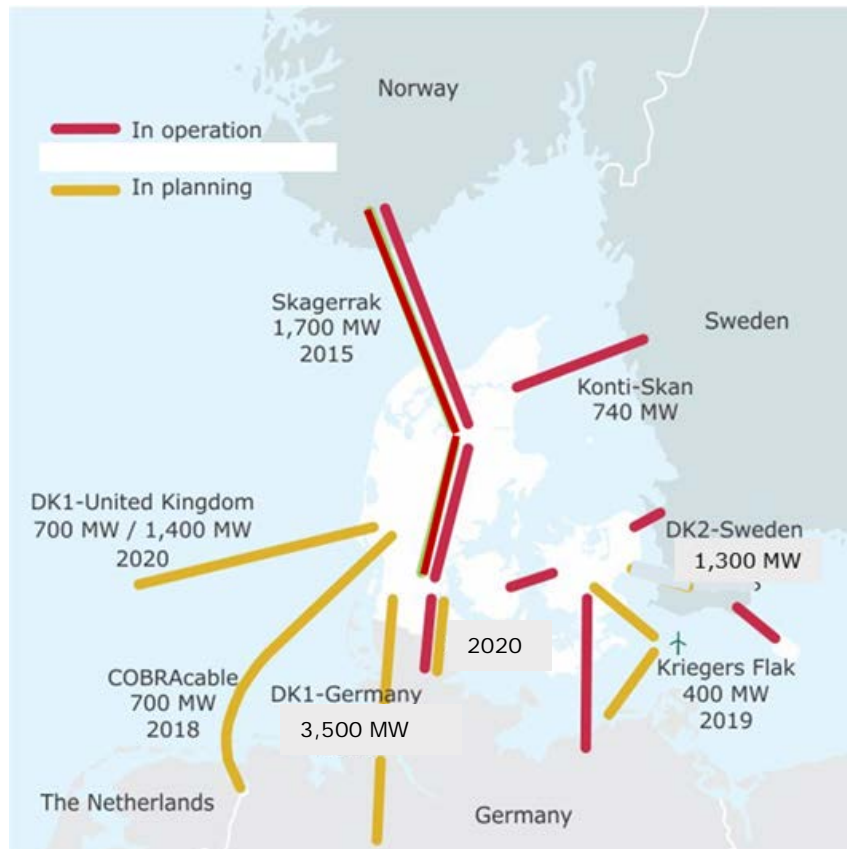 Norway
In operation
In planning
Skagerrak
1,700 MW
2015
Sweden
Konti-Skan
740 MW
DK1-United Kingdom
700 MW / 1,400 MW
2020
DK2-Sweden
1,300 MW
2020
COBRAcable
700 MW
2018
DK1-Germany
3,500 MW
Kriegers Flak
400 MW
2019
The Netherlands
Germany